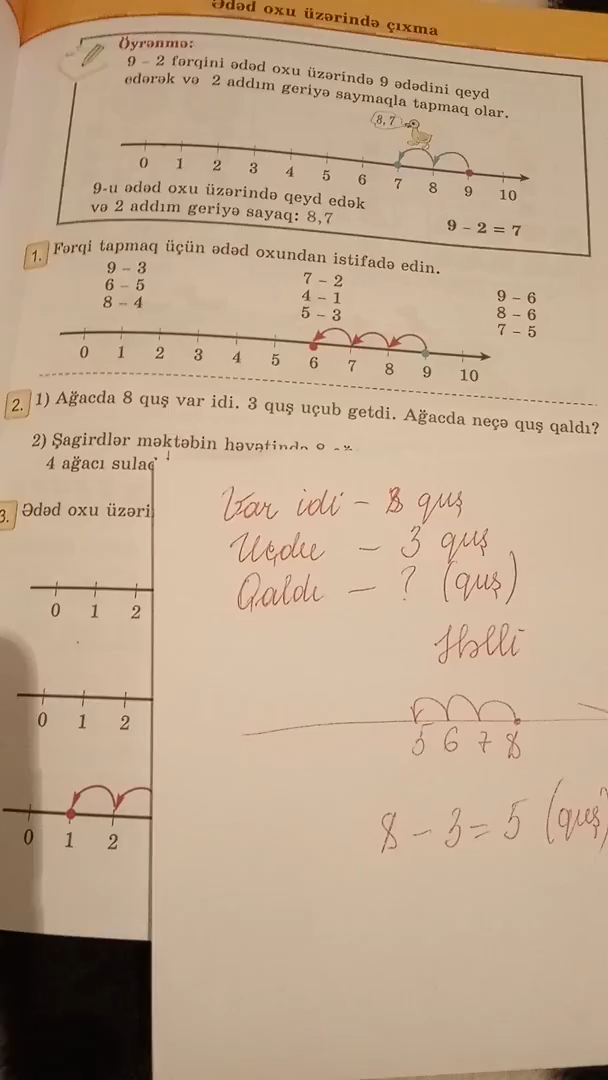 Ədəd oxu üzərində çıxma
Öyrənmə:
9 - 2 fərqini ədəd oxu üzərində 9 ədədini qeyd
edərək və 2 addım geriyə saymaqla tapmaq olar.
8,7
0 1 2 3 4 5 6 7 8 9 10
9-u ədəd oxu üzərində qeyd edək
və 2 addım geriyə sayaq: 8,7
9 - 2 = 7
1. Fərqi tapmaq üçün ədəd oxundan istifadə edin.
9 - 3 7 - 2 9 - 6
6 - 5 4 - 1 8 - 6
8 - 4 5 - 3 7 - 5
0 1 2 3 4 5 6 7 8 9 10
2. 1) Ağacda 8 quş var idi. 3 quş uçub getdi. Ağacda neçə quş qaldı?
2) Şagirdlər məktəbin həyətində 8
4 ağacı sulad
3. Ədəd oxu üzəri
0 1 2
0 1 2
0 1 2
Var idi - 8 quş
Uçdu - 3 quş
Qaldı - ? (quş)
Həlli
5 6 7 8
8 - 3 = 5 (quş)